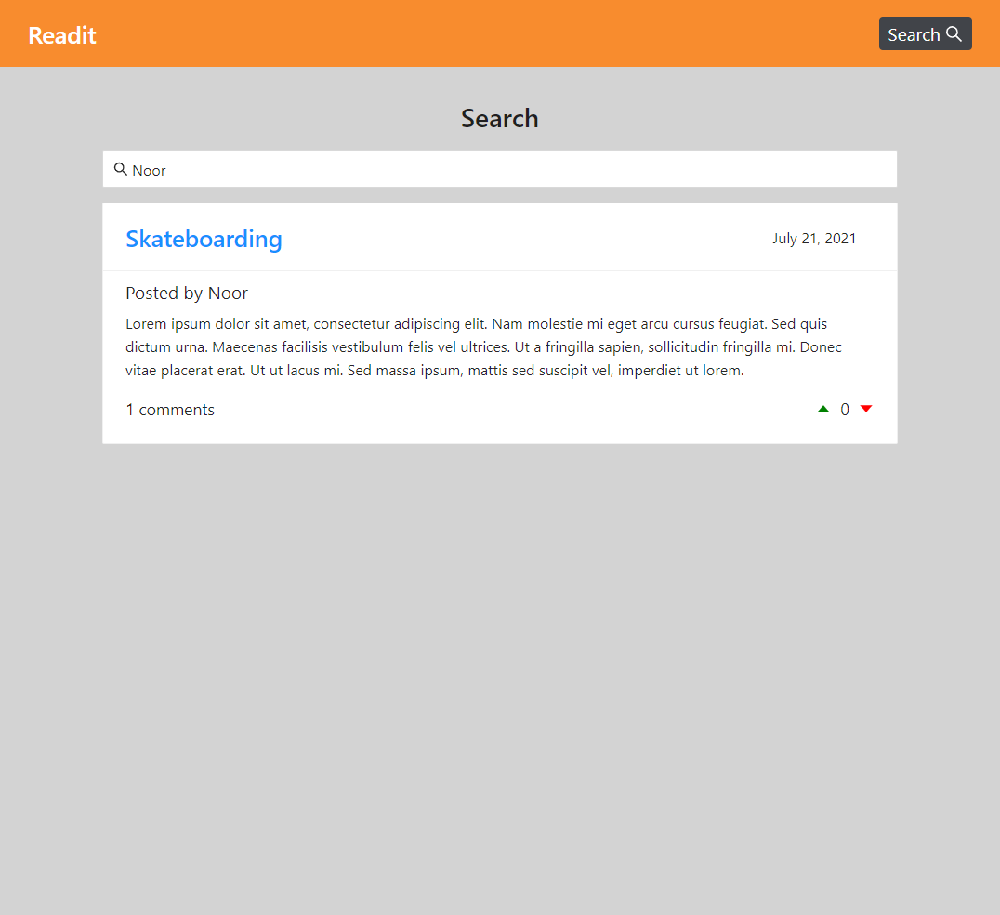 Readit
Search
Search
Noor
Skateboarding
July 21, 2021
Posted by Noor
Lorem ipsum dolor sit amet, consectetur adipiscing elit. Nam molestie mi eget arcu cursus feugiat. Sed quis
dictum urna. Maecenas facilisis vestibulum felis vel ultrices. Ut a fringilla sapien, sollicitudin fringilla mi. Donec
vitae placerat erat. Ut ut lacus mi. Sed massa ipsum, mattis sed suscipit vel, imperdiet ut lorem.
1 comments
0